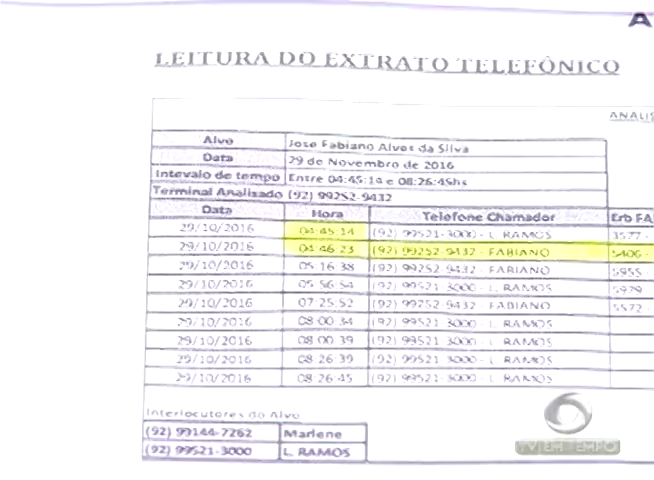 A
LEITURA DO EXTRATO TELEFÔNICO
ANALIS
Alvo Jose Fabiano Alves da Silva
Data 29 de Novembro de 2016
Intevalo de tempo Entre 04:45:14 e 08:26:45hs
Terminal Analisado (92) 99252-9432
Data Hora Telefone Chamador Erb FA
29/10/2016 04:45:14 (92) 99521-3000 - L. RAMOS 3577 -
29/10/2016 04:46:23 (92) 99252-9432 - FABIANO 5406 -
29/10/2016 05:16:38 (92) 99252-9432 - FABIANO 5955 -
29/10/2016 05:56:54 (92) 99521-3000 - L. RAMOS 5929
29/10/2016 07:25:52 (92) 99252-9432 - FABIANO 5572 -
29/10/2016 08:00:34 (92) 99521-3000 - L. RAMOS
29/10/2016 08:00:39 (92) 99521-3000 - L. RAMOS
29/10/2016 08:26:39 (92) 99521-3000 - L. RAMOS
29/10/2016 08:26:45 (92) 99521-3000 - L. RAMOS
Interlocutores do Alvo
(92) 99144-7262 Marlene
(92) 99521-3000 L. RAMOS
TV EM TEMPO